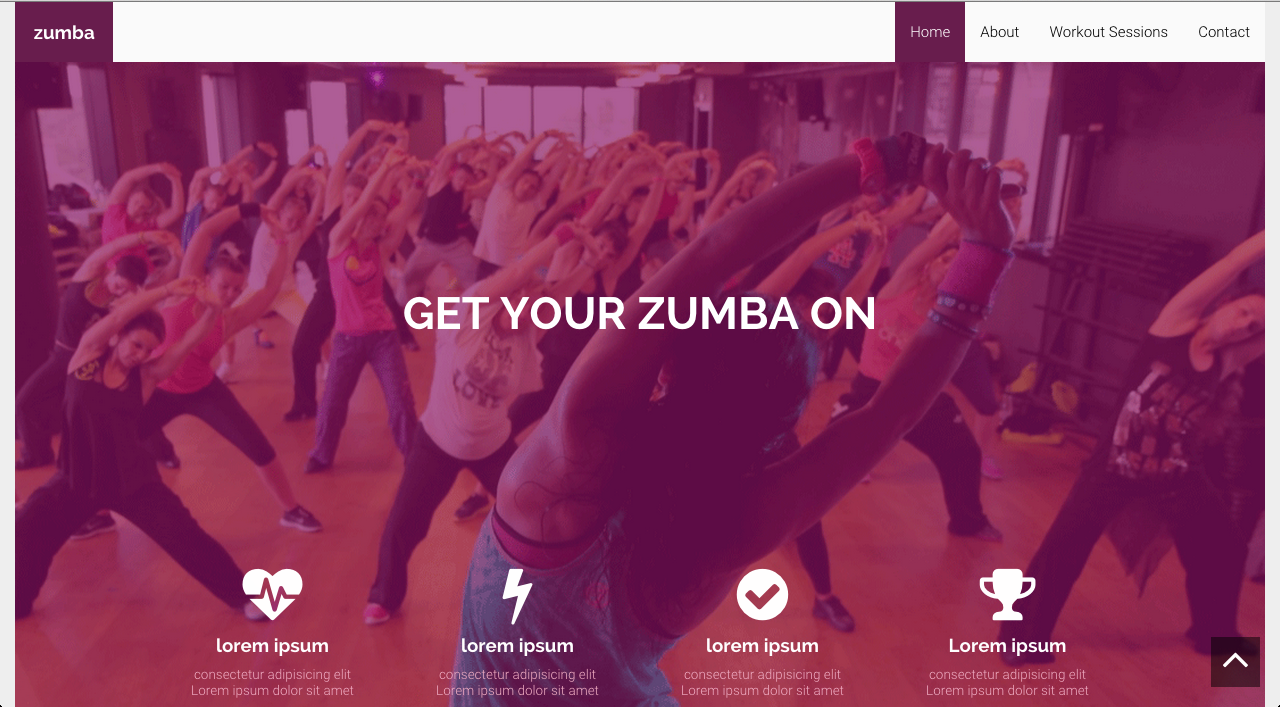 zumba
Home About Workout Sessions Contact
GET YOUR ZUMBA ON
lorem ipsum
consectetur adipisicing elit
Lorem ipsum dolor sit amet
lorem ipsum
consectetur adipisicing elit
Lorem ipsum dolor sit amet
lorem ipsum
consectetur adipisicing elit
Lorem ipsum dolor sit amet
Lorem ipsum
consectetur adipisicing elit
Lorem ipsum dolor sit amet